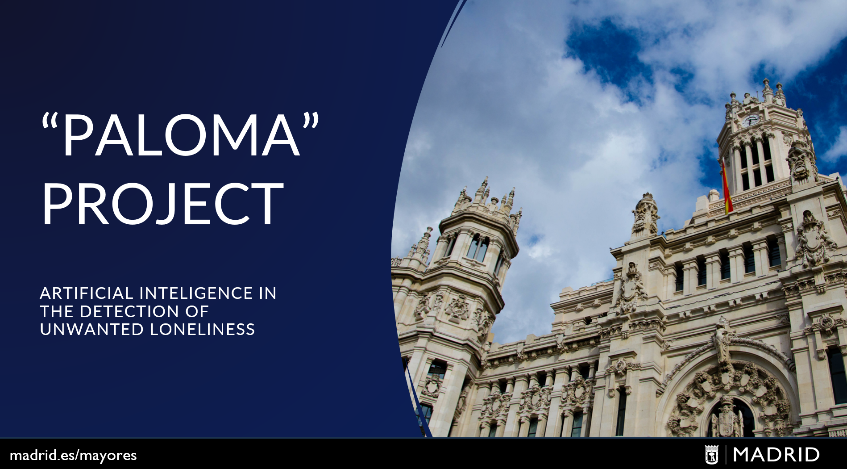 “PALOMA”
PROJECT
ARTIFICIAL INTELIGENCE IN
THE DETECTION OF
UNWANTED LONELINESS
madrid.es/mayores
MADRID